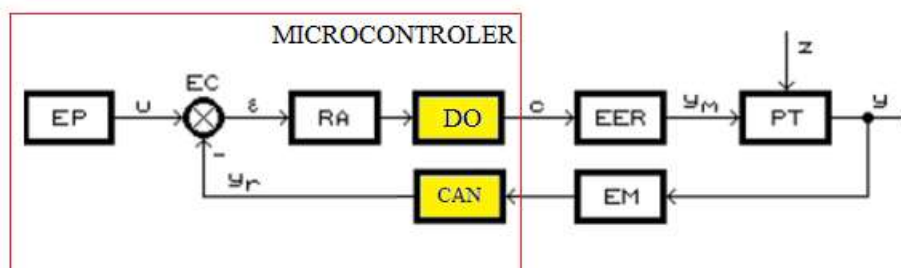 MICROCONTROLER
z
EC
EP
u
ε
RA
DO
c
EER
yM
PT
y
-
yr
CAN
EM